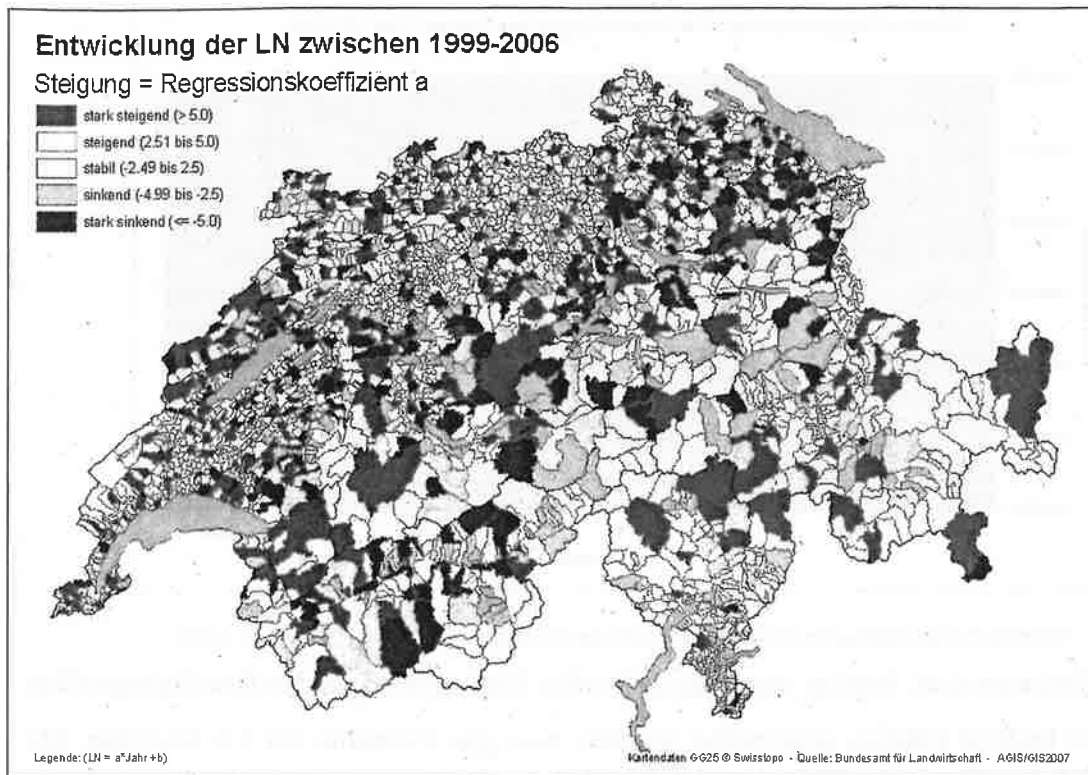 Entwicklung der LN zwischen 1999-2006
Steigung = Regressionskoeffizient a
stark steigend (> 5.0)
steigend (2.51 bis 5.0)
stabil (-2.49 bis 2.5)
sinkend (-4.99 bis -2.5)
stark sinkend (<= -5.0)
Legende: (LN = a*Jahr+b)
Kartendaten GG25 © Swisstopo - Quelle: Bundesamt für Landwirtschaft - AGIS/GIS2007